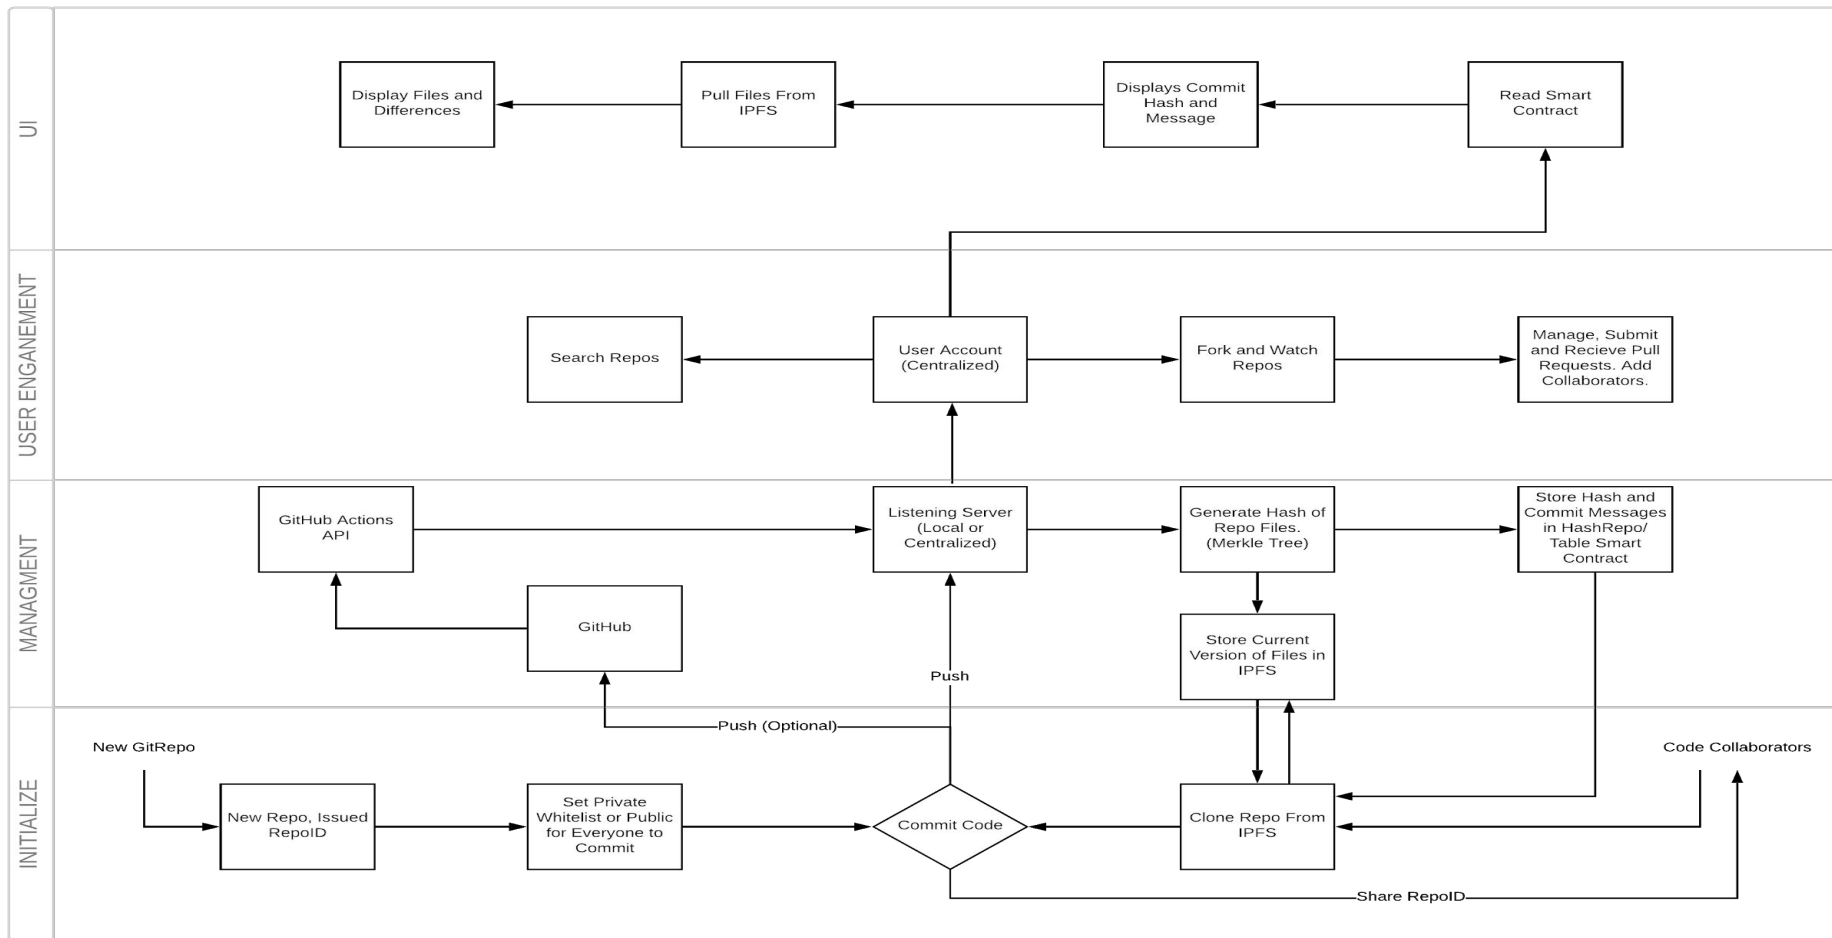 UI
Display Files and
Differences
Pull Files From
IPFS
Displays Commit
Hash and
Message
Read Smart
Contract
USER ENGANEMENT
Search Repos
User Account
(Centralized)
Fork and Watch
Repos
Manage, Submit
and Recieve Pull
Requests. Add
Collaborators.
MANAGMENT
GitHub Actions
API
Listening Server
(Local or
Centralized)
Generate Hash of
Repo Files.
(Merkle Tree)
Store Hash and
Commit Messages
in HashRepo/
Table Smart
Contract
GitHub
Store Current
Version of Files in
IPFS
Push
Push (Optional)
INITIALIZE
New GitRepo
Code Collaborators
New Repo, Issued
RepoID
Set Private
Whitelist or Public
for Everyone to
Commit
Commit Code
Clone Repo From
IPFS
Share RepoID